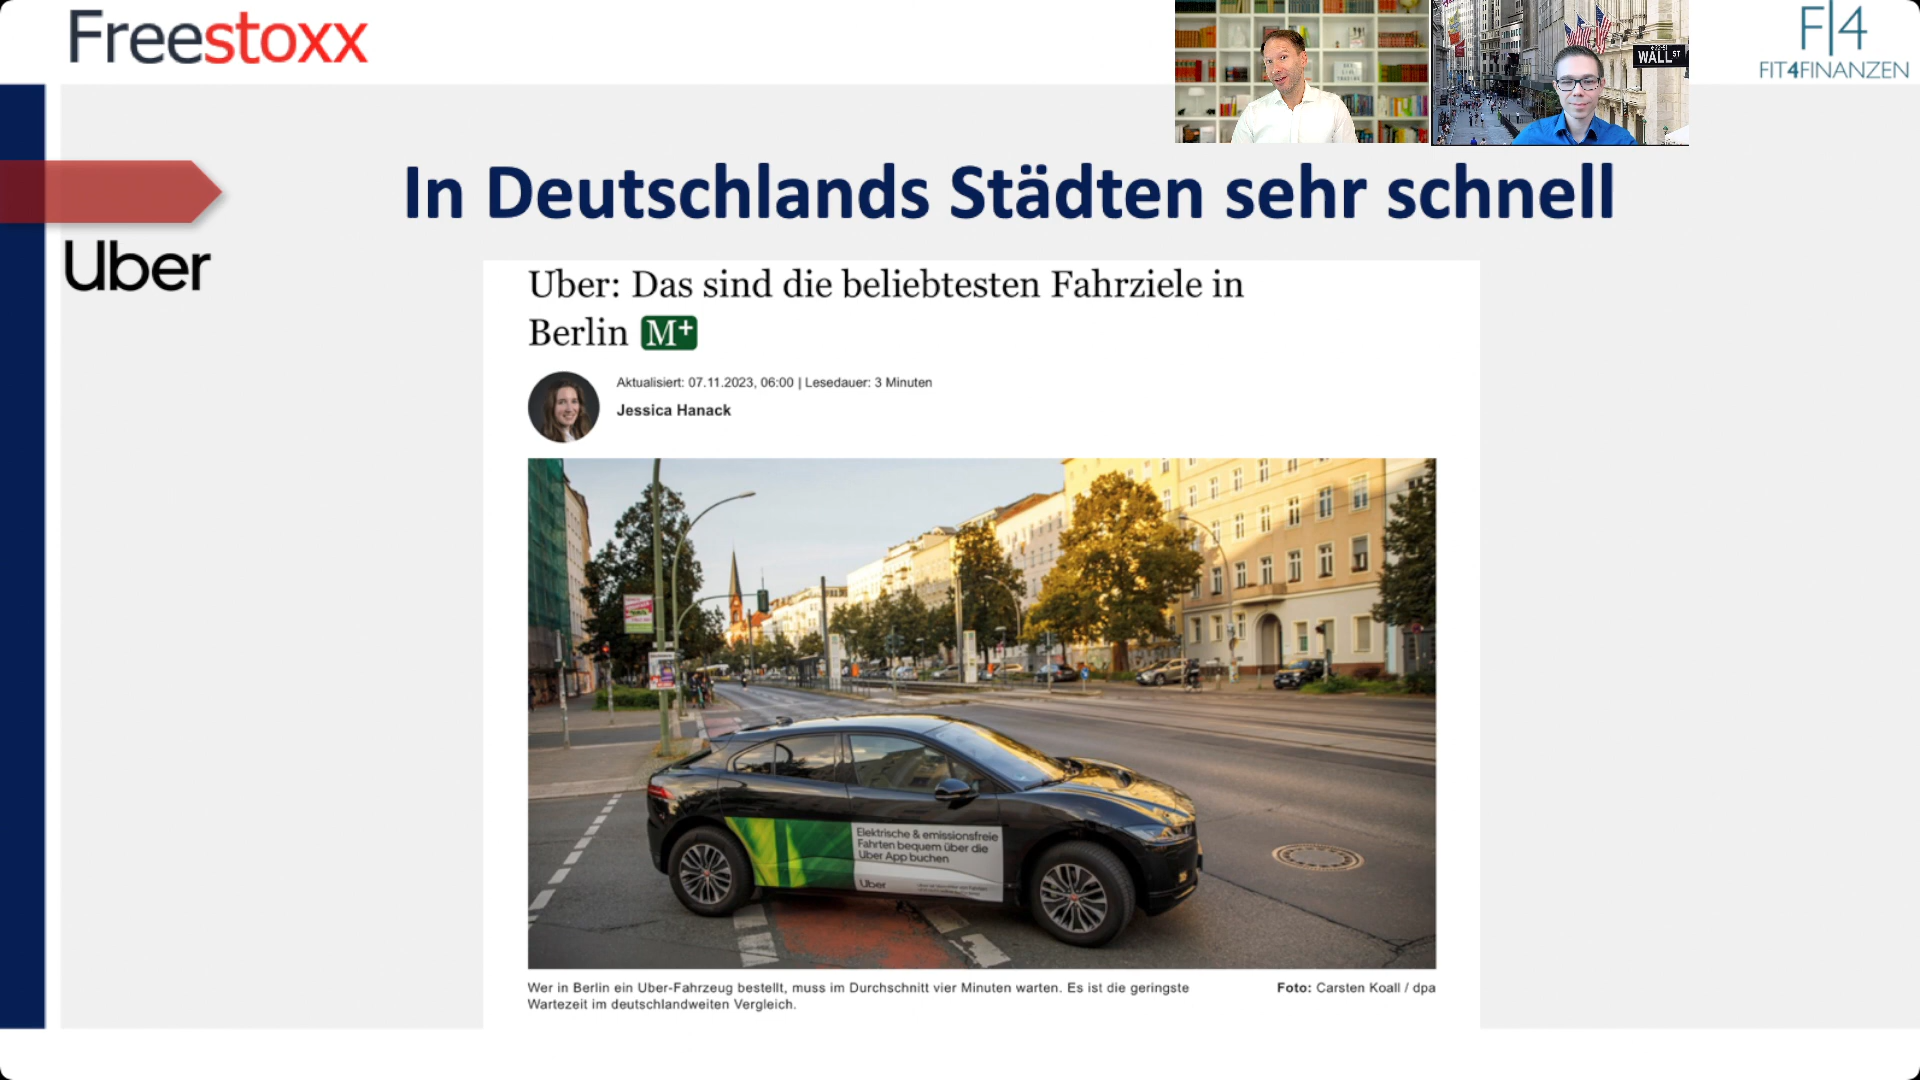 Freestoxx
WALL ST
F|4
FIT4FINANZEN
In Deutschlands Städten sehr schnell
Uber
Uber: Das sind die beliebtesten Fahrziele in
Berlin M+
Aktualisiert: 07.11.2023, 06:00 | Lesedauer: 3 Minuten
Jessica Hanack
Elektrische & emissionsfreie
Fahrten bequem über die
Uber App buchen
Uber
Wer in Berlin ein Uber-Fahrzeug bestellt, muss im Durchschnitt vier Minuten warten. Es ist die geringste
Wartezeit im deutschlandweiten Vergleich.
Foto: Carsten Koall / dpa